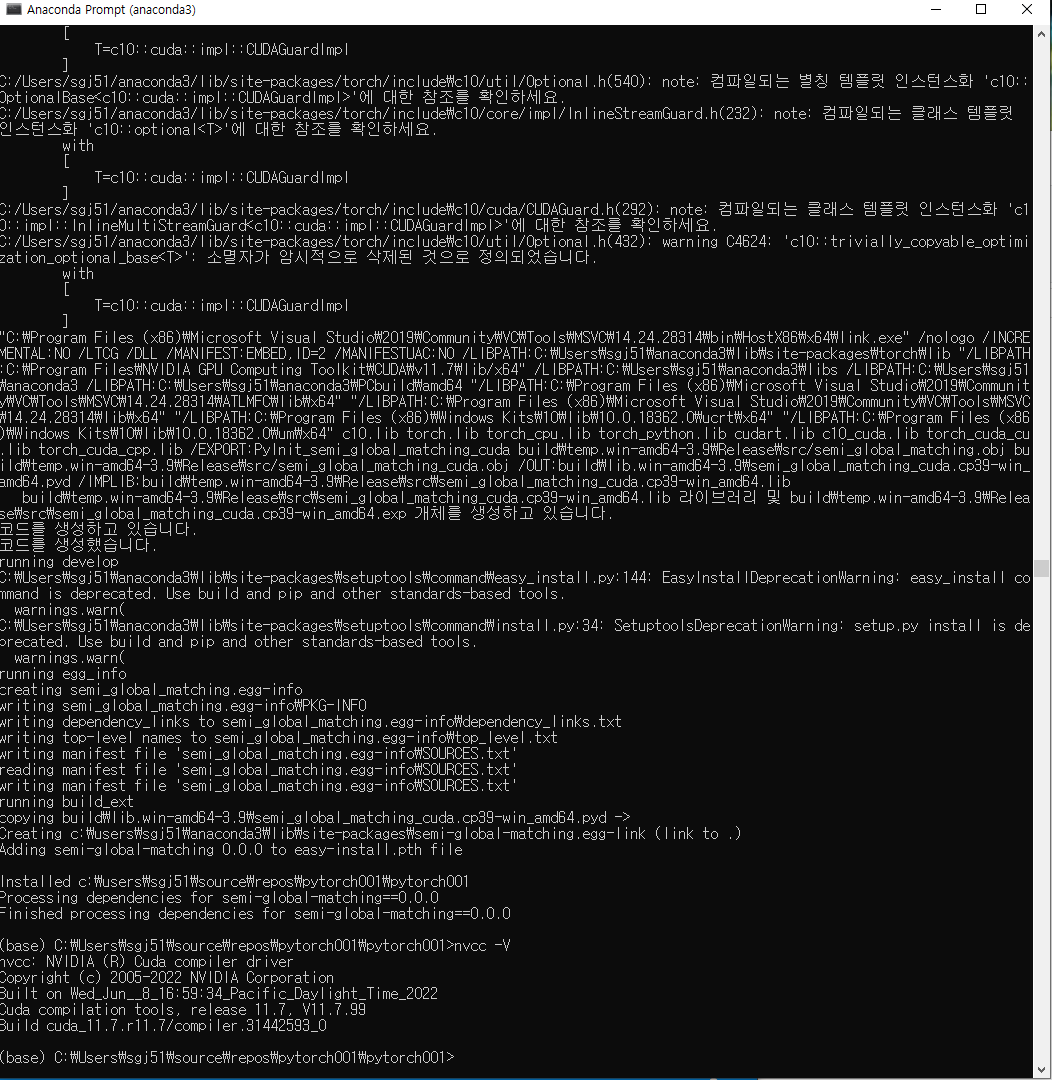 Anaconda Prompt (anaconda3)
        [
            T=c10::cuda::impl::CUDAGuardImpl
        ]
C:/Users/sgj51/anaconda3/lib/site-packages/torch/include₩c10/util/Optional.h(540): note: 컴파일되는 별칭 템플릿 인스턴스화 'c10::
OptionalBase<c10::cuda::impl::CUDAGuardImpl>'에 대한 참조를 확인하세요.
C:/Users/sgj51/anaconda3/lib/site-packages/torch/include₩c10/core/impl/InlineStreamGuard.h(232): note: 컴파일되는 클래스 템플릿
인스턴스화 'c10::optional<T>'에 대한 참조를 확인하세요.
        with
        [
            T=c10::cuda::impl::CUDAGuardImpl
        ]
C:/Users/sgj51/anaconda3/lib/site-packages/torch/include₩c10/cuda/CUDAGuard.h(292): note: 컴파일되는 클래스 템플릿 인스턴스화 'c1
0::impl::InlineMultiStreamGuard<c10::cuda::impl::CUDAGuardImpl>'에 대한 참조를 확인하세요.
C:/Users/sgj51/anaconda3/lib/site-packages/torch/include₩c10/util/Optional.h(432): warning C4624: 'c10::trivially_copyable_optimi
zation_optional_base<T>': 소멸자가 암시적으로 삭제된 것으로 정의되었습니다.
        with
        [
            T=c10::cuda::impl::CUDAGuardImpl
        ]
"C:₩Program Files (x86)₩Microsoft Visual Studio₩2019₩Community₩VC₩Tools₩MSVC₩14.24.28314₩bin₩HostX86₩x64₩link.exe" /nologo /INCRE
MENTAL:NO /LTCG /DLL /MANIFEST:EMBED,ID=2 /MANIFESTUAC:NO /LIBPATH:C:₩Users₩sgj51₩anaconda3₩lib₩site-packages₩torch₩lib "/LIBPATH
:C:₩Program Files₩NVIDIA GPU Computing Toolkit₩CUDA₩v11.7₩lib/x64" /LIBPATH:C:₩Users₩sgj51₩anaconda3₩libs /LIBPATH:C:₩Users₩sgj51
₩anaconda3 /LIBPATH:C:₩Users₩sgj51₩anaconda3₩PCbuild₩amd64 "/LIBPATH:C:₩Program Files (x86)₩Microsoft Visual Studio₩2019₩Communit
y₩VC₩Tools₩MSVC₩14.24.28314₩ATLMFC₩lib₩x64" "/LIBPATH:C:₩Program Files (x86)₩Microsoft Visual Studio₩2019₩Community₩VC₩Tools₩MSVC
₩14.24.28314₩lib₩x64" "/LIBPATH:C:₩Program Files (x86)₩Windows Kits₩10₩lib₩10.0.18362.0₩ucrt₩x64" "/LIBPATH:C:₩Program Files (x86
)₩Windows Kits₩10₩lib₩10.0.18362.0₩um₩x64" c10.lib torch.lib torch_cpu.lib torch_python.lib cudart.lib c10_cuda.lib torch_cuda_cu
.lib torch_cuda_cpp.lib /EXPORT:PyInit_semi_global_matching_cuda build₩temp.win-amd64-3.9₩Release₩src/semi_global_matching.obj bu
ild₩temp.win-amd64-3.9₩Release₩src/semi_global_matching_cuda.obj /OUT:build₩lib.win-amd64-3.9₩semi_global_matching_cuda.cp39-win_
amd64.pyd /IMPLIB:build₩temp.win-amd64-3.9₩Release₩src₩semi_global_matching_cuda.cp39-win_amd64.lib
   build₩temp.win-amd64-3.9₩Release₩src₩semi_global_matching_cuda.cp39-win_amd64.lib 라이브러리 및 build₩temp.win-amd64-3.9₩Relea
se₩src₩semi_global_matching_cuda.cp39-win_amd64.exp 개체를 생성하고 있습니다.
코드를 생성하고 있습니다.
코드를 생성했습니다.
running develop
C:₩Users₩sgj51₩anaconda3₩lib₩site-packages₩setuptools₩command₩easy_install.py:144: EasyInstallDeprecationWarning: easy_install co
mmand is deprecated. Use build and pip and other standards-based tools.
  warnings.warn(
C:₩Users₩sgj51₩anaconda3₩lib₩site-packages₩setuptools₩command₩install.py:34: SetuptoolsDeprecationWarning: setup.py install is de
precated. Use build and pip and other standards-based tools.
  warnings.warn(
running egg_info
creating semi_global_matching.egg-info
writing semi_global_matching.egg-info₩PKG-INFO
writing dependency_links to semi_global_matching.egg-info₩dependency_links.txt
writing top-level names to semi_global_matching.egg-info₩top_level.txt
writing manifest file 'semi_global_matching.egg-info₩SOURCES.txt'
reading manifest file 'semi_global_matching.egg-info₩SOURCES.txt'
writing manifest file 'semi_global_matching.egg-info₩SOURCES.txt'
running build_ext
copying build₩lib.win-amd64-3.9₩semi_global_matching_cuda.cp39-win_amd64.pyd ->
Creating c:₩users₩sgj51₩anaconda3₩lib₩site-packages₩semi-global-matching.egg-link (link to .)
Adding semi-global-matching 0.0.0 to easy-install.pth file

Installed c:₩users₩sgj51₩source₩repos₩pytorch001₩pytorch001
Processing dependencies for semi-global-matching==0.0.0
Finished processing dependencies for semi-global-matching==0.0.0

(base) C:₩Users₩sgj51₩source₩repos₩pytorch001₩pytorch001>nvcc -V
nvcc: NVIDIA (R) Cuda compiler driver
Copyright (c) 2005-2022 NVIDIA Corporation
Built on Wed_Jun__8_16:59:34_Pacific_Daylight_Time_2022
Cuda compilation tools, release 11.7, V11.7.99
Build cuda_11.7.r11.7/compiler.31442593_0

(base) C:₩Users₩sgj51₩source₩repos₩pytorch001₩pytorch001>